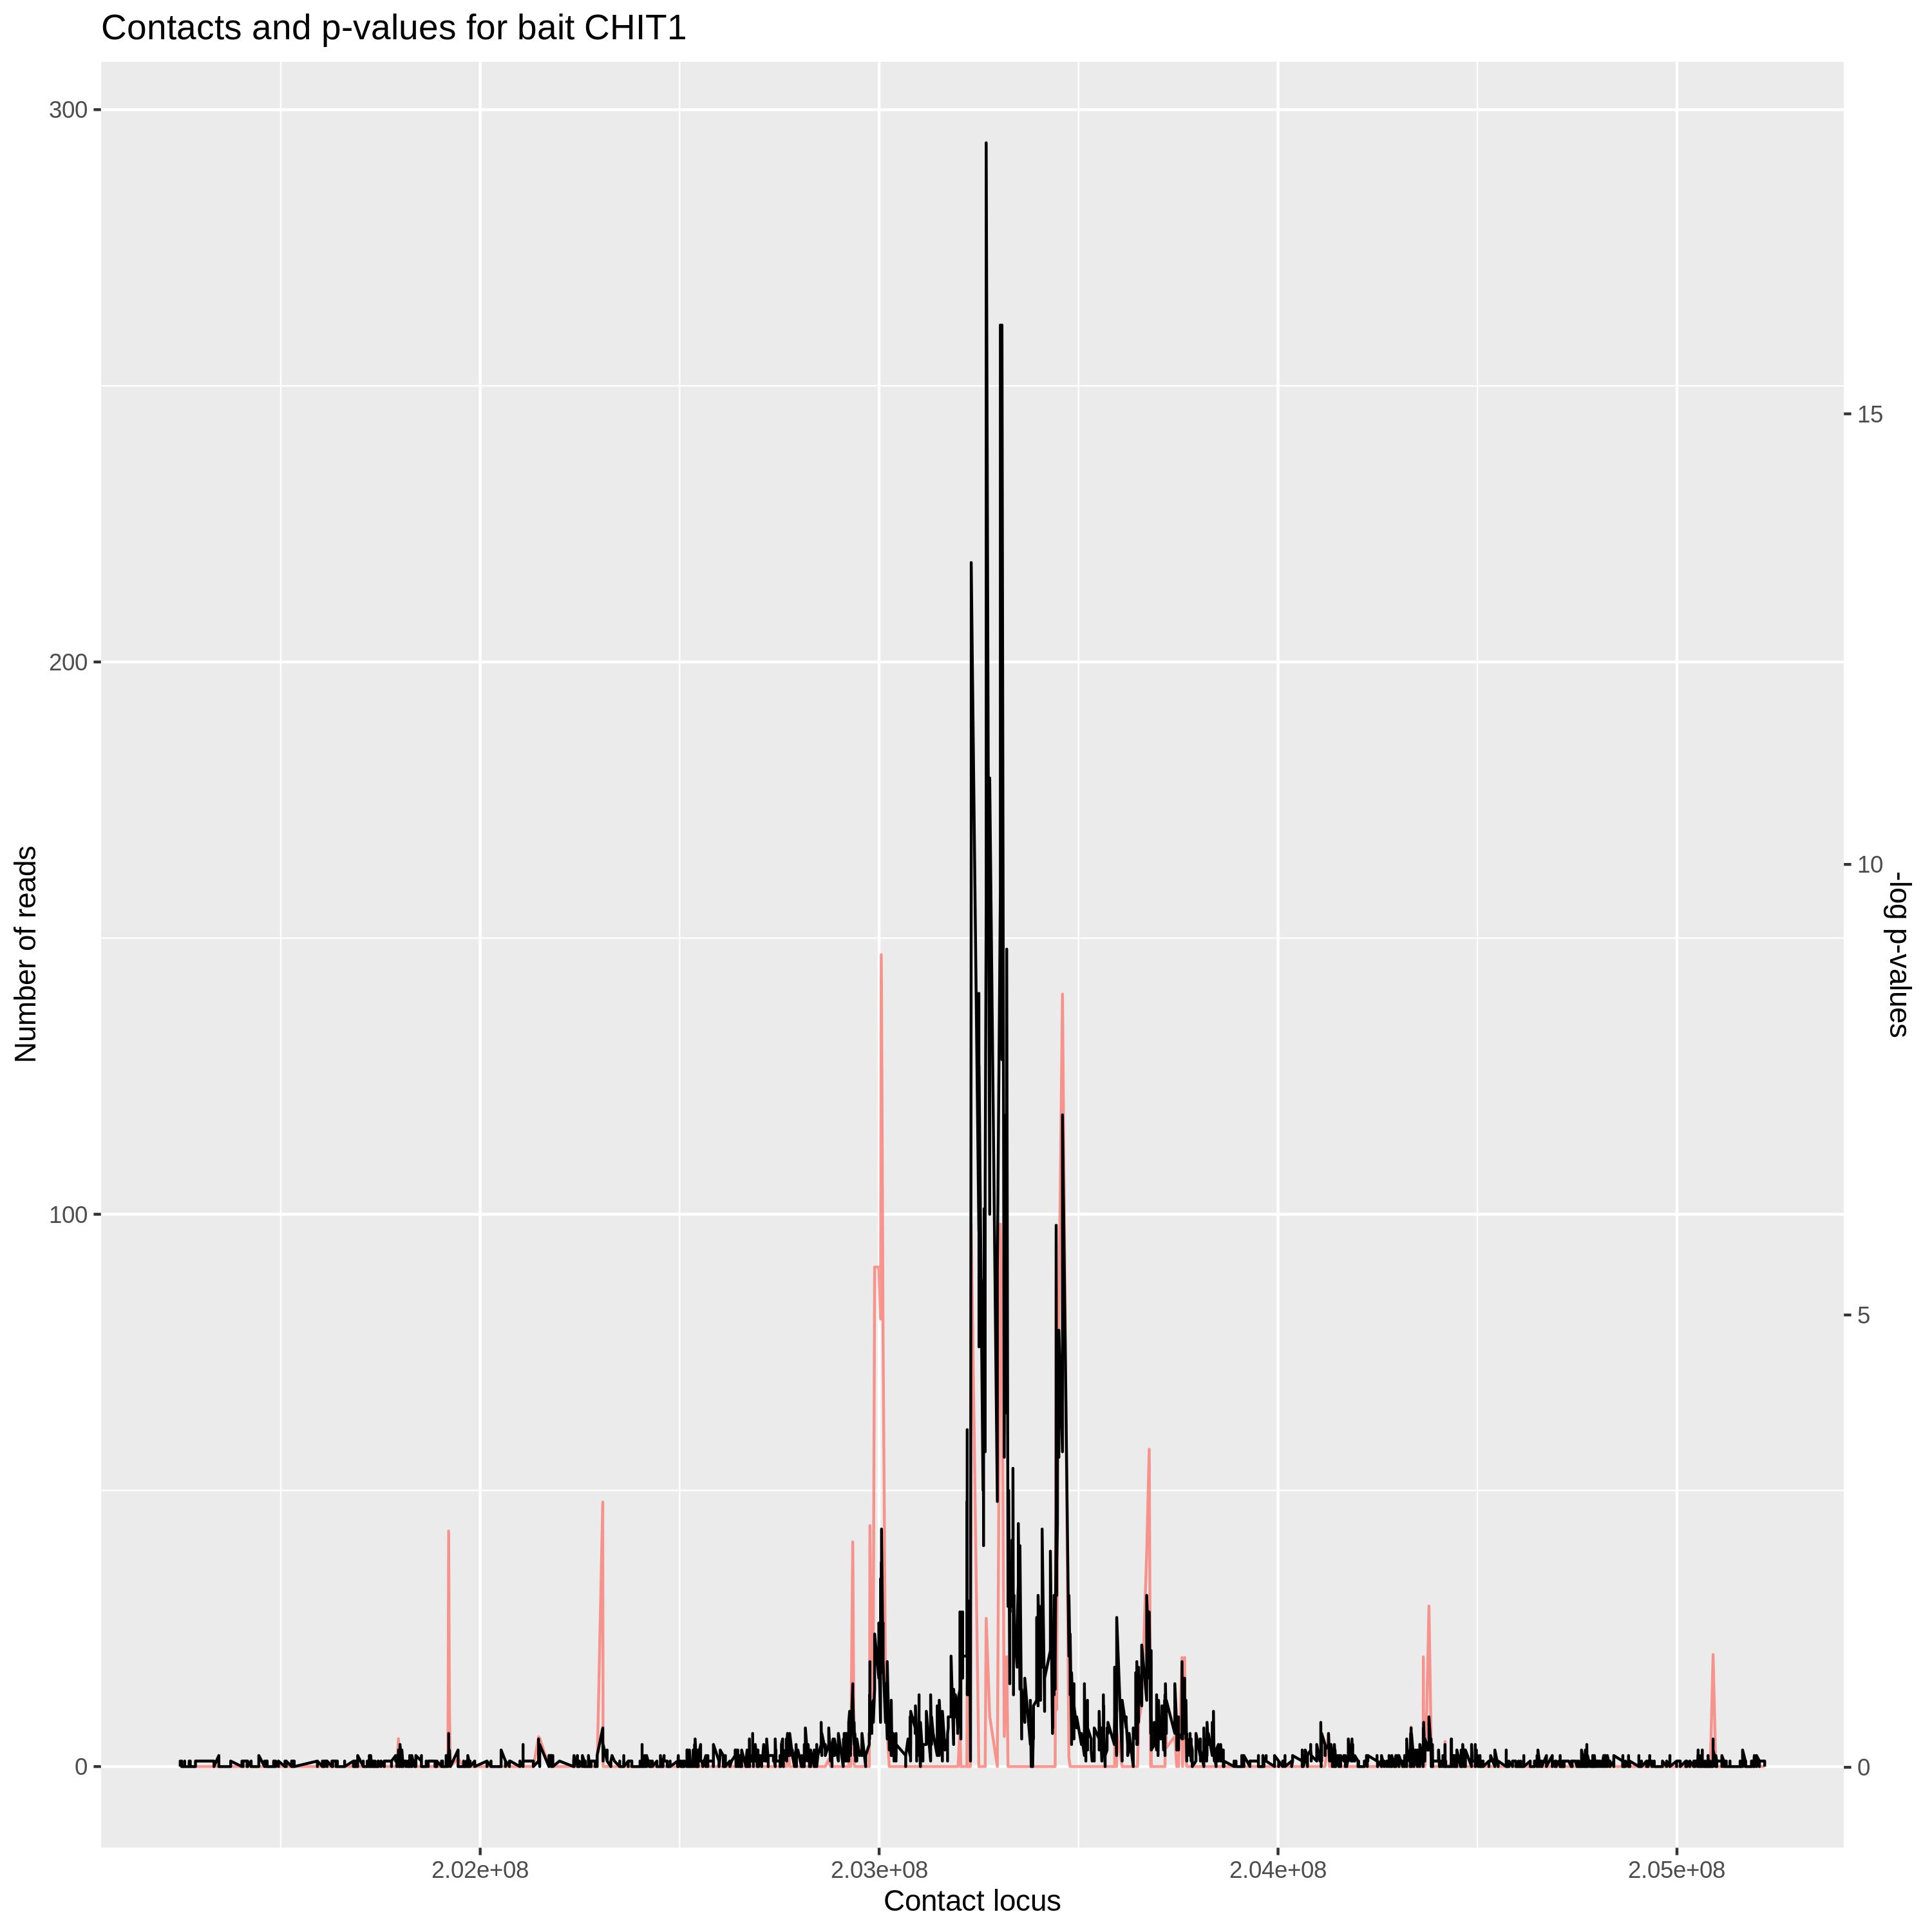 Contacts and p-values for bait CHIT1
300
200
100
0
Number of reads
15
10
5
0
-log p-values
2.02e+08
2.03e+08
2.04e+08
2.05e+08
Contact locus